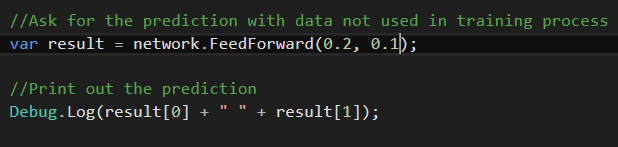 //Ask for the prediction with data not used in training process
var result = network.FeedForward(0.2, 0.1);
//Print out the prediction
Debug.Log(result[0] + " " + result[1]);